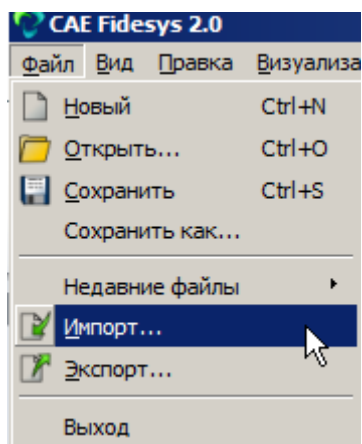 CAE Fidesys 2.0
Файл Вид Правка Визуализа
Новый Ctrl+N
Открыть... Ctrl+O
Сохранить Ctrl+S
Сохранить как...
Недавние файлы
Импорт...
Экспорт...
Выход